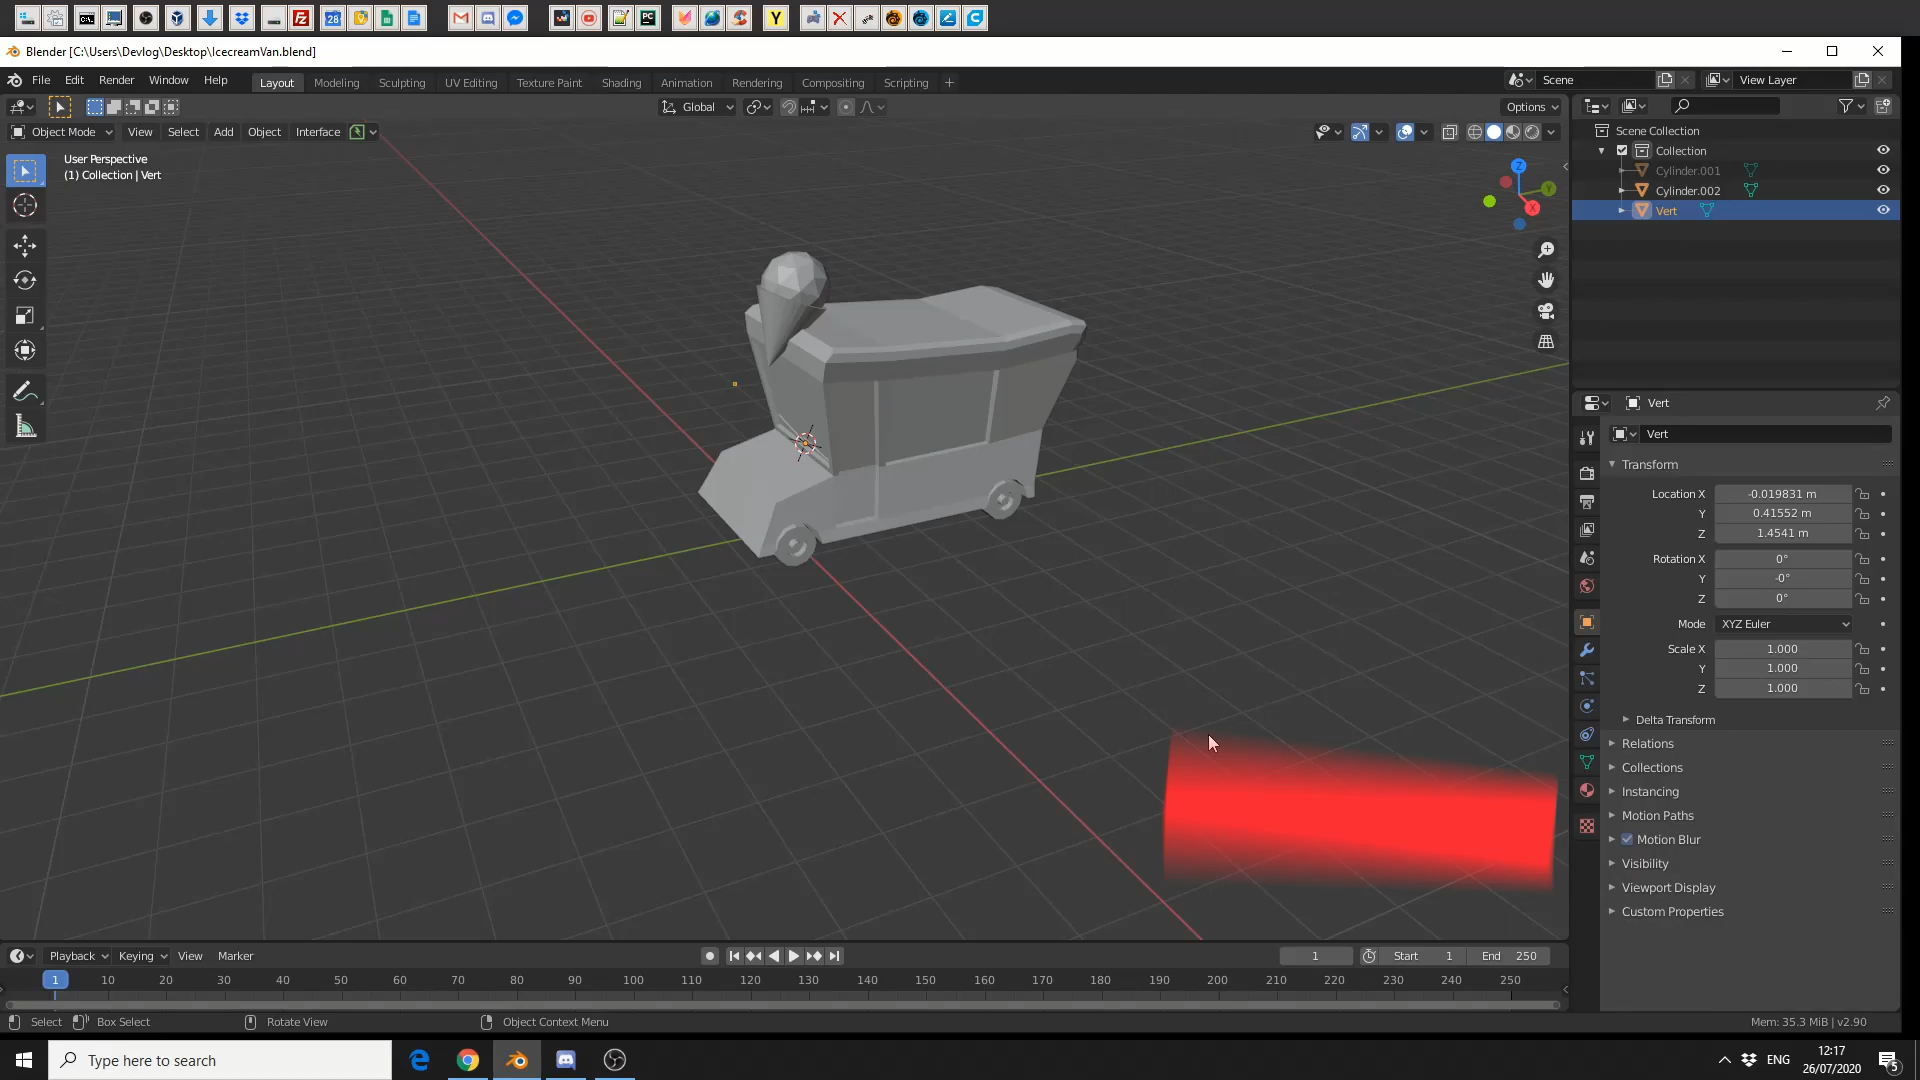 28
PC
Y
Blender [C:\Users\Devlog\Desktop\IcecreamVan.blend]
File Edit Render Window Help Layout Modeling Sculpting UV Editing Texture Paint Shading Animation Rendering Compositing Scripting + Scene View Layer
Global Options
Object Mode View Select Add Object Interface
User Perspective
(1) Collection | Vert
Z
Y
X
Scene Collection
Collection
Cylinder.001
Cylinder.002
Vert
Vert
Vert
Transform
Location X -0.019831 m
Y 0.41552 m
Z 1.4541 m
Rotation X 0°
Y -0°
Z 0°
Mode XYZ Euler
Scale X 1.000
Y 1.000
Z 1.000
Delta Transform
Relations
Collections
Instancing
Motion Paths
Motion Blur
Visibility
Viewport Display
Custom Properties
Playback Keying View Marker 1 Start 1 End 250
1 10 20 30 40 50 60 70 80 90 100 110 120 130 140 150 160 170 180 190 200 210 220 230 240 250
Select Box Select Rotate View Object Context Menu Mem: 35.3 MiB | v2.90
Type here to search
ENG
12:17
26/07/2020
5